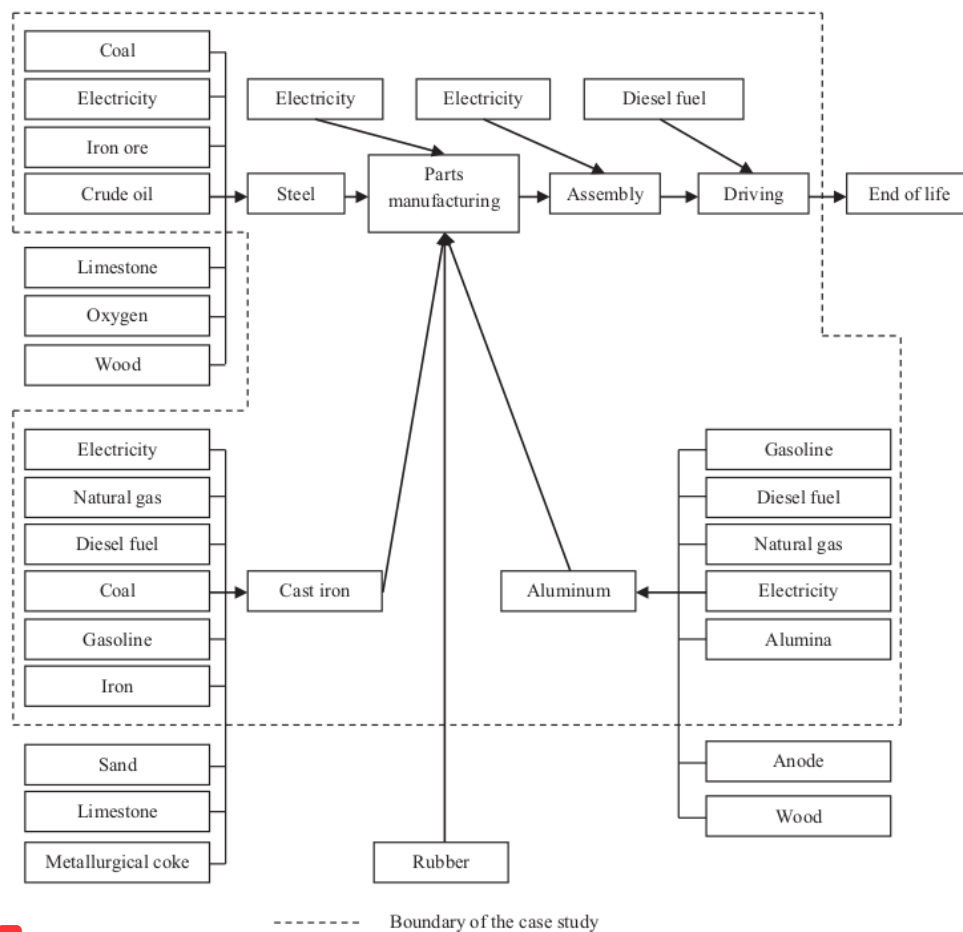 Coal
Electricity
Iron ore
Crude oil
Limestone
Oxygen
Wood
Electricity
Electricity
Diesel fuel
Steel
Parts
manufacturing
Assembly
Driving
End of life
Electricity
Natural gas
Diesel fuel
Coal
Gasoline
Iron
Sand
Limestone
Metallurgical coke
Cast iron
Aluminum
Gasoline
Diesel fuel
Natural gas
Electricity
Alumina
Anode
Wood
Rubber
Boundary of the case study